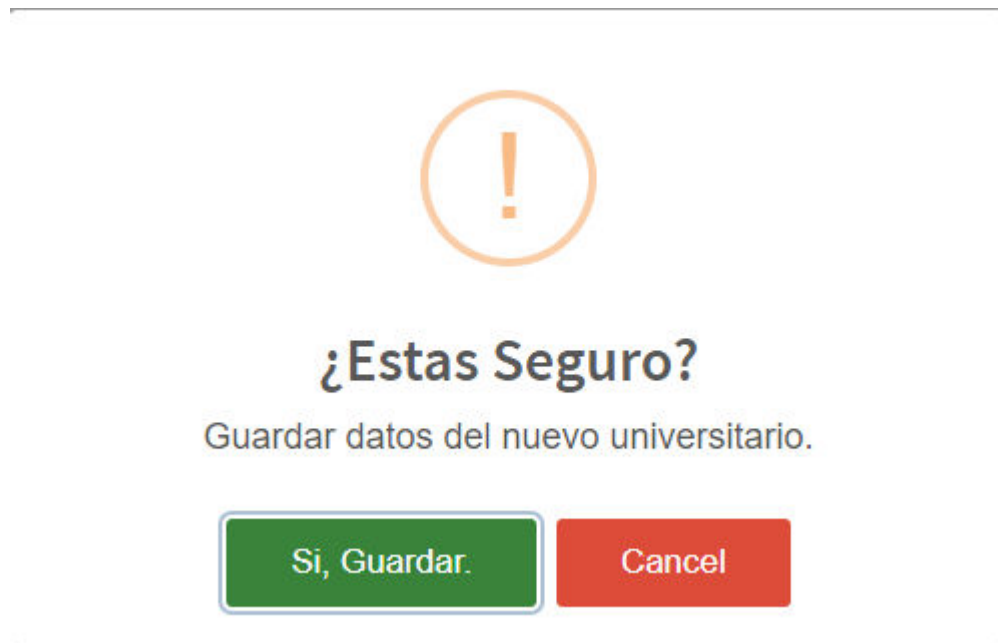 !
¿Estas Seguro?
Guardar datos del nuevo universitario.
Si, Guardar.
Cancel